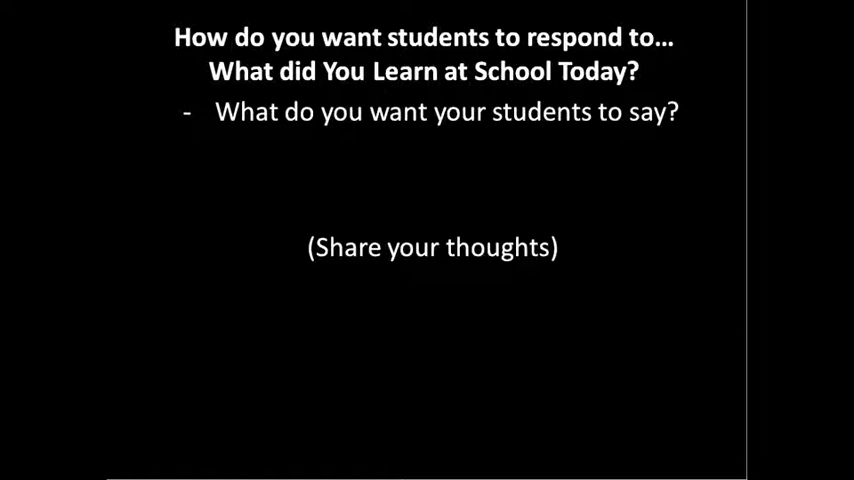 How do you want students to respond to…
What did You Learn at School Today?
- What do you want your students to say?
(Share your thoughts)